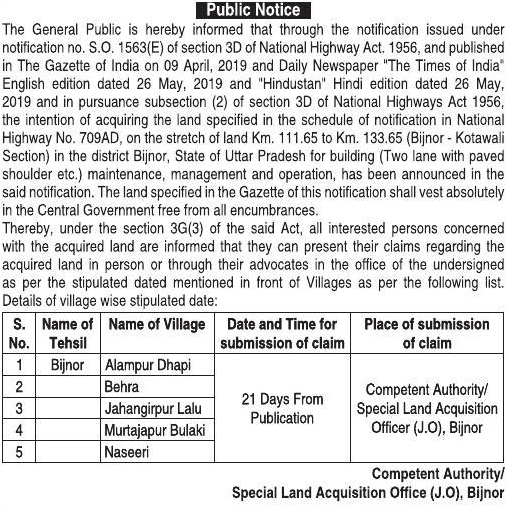 Public Notice
The General Public is hereby informed that through the notification issued under
notification no. S.O. 1563(E) of section 3D of National Highway Act. 1956, and published
in The Gazette of India on 09 April, 2019 and Daily Newspaper "The Times of India"
English edition dated 26 May, 2019 and "Hindustan" Hindi edition dated 26 May,
2019 and in pursuance subsection (2) of section 3D of National Highways Act 1956,
the intention of acquiring the land specified in the schedule of notification in National
Highway No. 709AD, on the stretch of land Km. 111.65 to Km. 133.65 (Bijnor - Kotawali
Section) in the district Bijnor, State of Uttar Pradesh for building (Two lane with paved
shoulder etc.) maintenance, management and operation, has been announced in the
said notification. The land specified in the Gazette of this notification shall vest absolutely
in the Central Government free from all encumbrances.
Thereby, under the section 3G(3) of the said Act, all interested persons concerned
with the acquired land are informed that they can present their claims regarding the
acquired land in person or through their advocates in the office of the undersigned
as per the stipulated dated mentioned in front of Villages as per the following list.
Details of village wise stipulated date:
S. No. Name of Tehsil Name of Village Date and Time for submission of claim Place of submission of claim
1 Bijnor Alampur Dhapi 21 Days From Publication Competent Authority/ Special Land Acquisition Officer (J.O), Bijnor
2 Behra
3 Jahangirpur Lalu
4 Murtajapur Bulaki
5 Naseeri
Competent Authority/
Special Land Acquisition Office (J.O), Bijnor